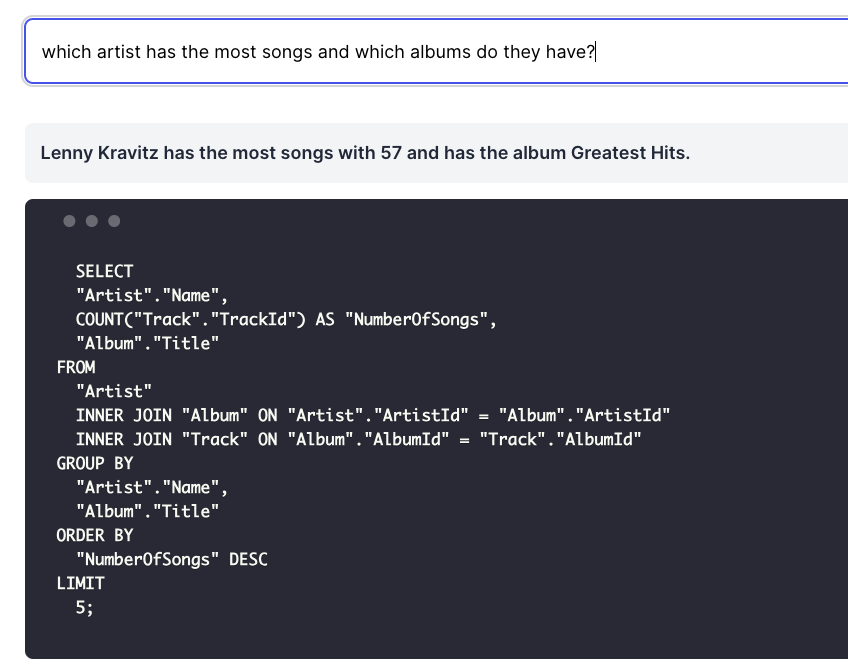 which artist has the most songs and which albums do they have?
Lenny Kravitz has the most songs with 57 and has the album Greatest Hits.
SELECT
"Artist"."Name",
COUNT("Track"."TrackId") AS "NumberOfSongs",
"Album"."Title"
FROM
"Artist"
INNER JOIN "Album" ON "Artist"."ArtistId" = "Album"."ArtistId"
INNER JOIN "Track" ON "Album"."AlbumId" = "Track"."AlbumId"
GROUP BY
"Artist"."Name",
"Album"."Title"
ORDER BY
"NumberOfSongs" DESC
LIMIT
5;